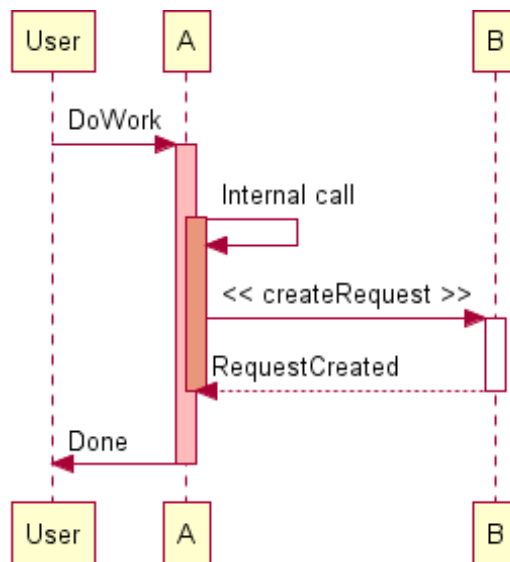 User A B
DoWork
Internal call
<< createRequest >>
RequestCreated
Done
User A B